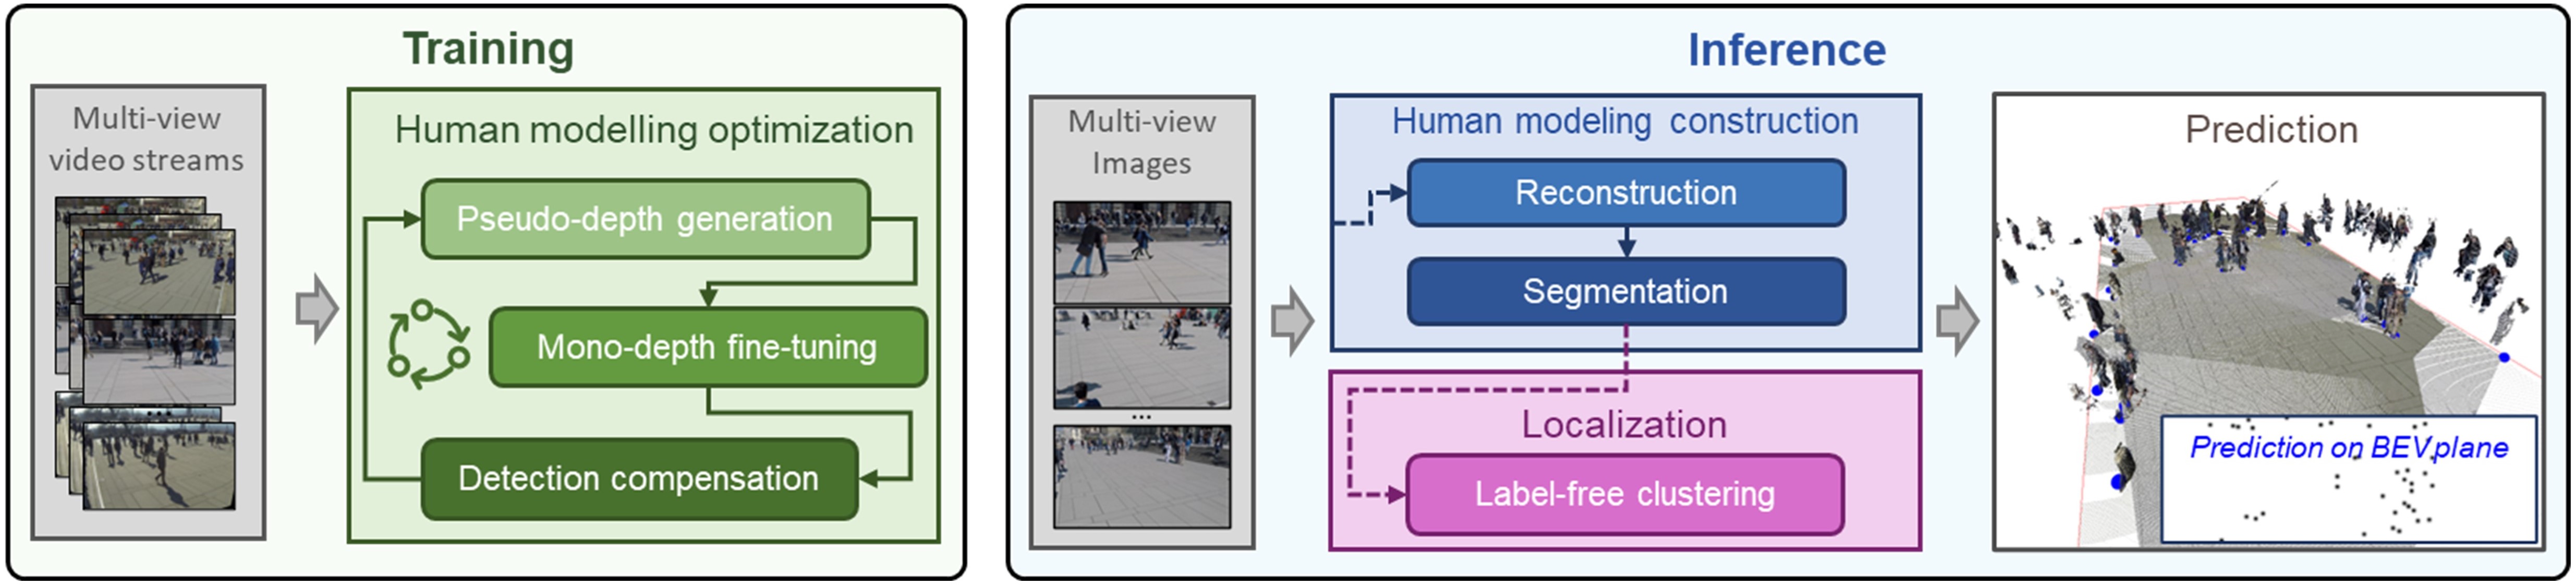 Training
Multi-view
video streams
Human modelling optimization
Pseudo-depth generation
Mono-depth fine-tuning
Detection compensation
Inference
Multi-view
Images
...
Human modeling construction
Reconstruction
Segmentation
Localization
Label-free clustering
Prediction
Prediction on BEV plane